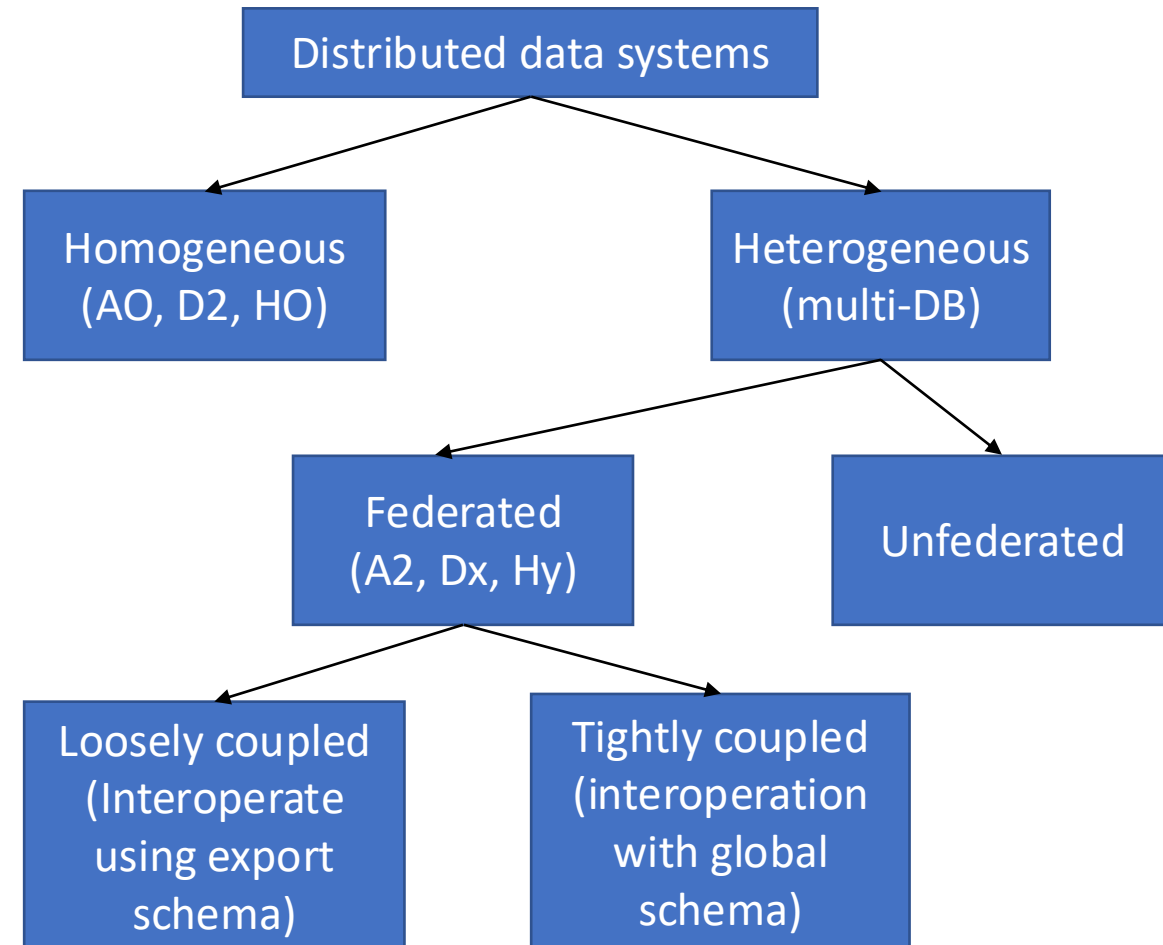 Distributed data systems
Homogeneous
(AO, D2, HO)
Heterogeneous
(multi-DB)
Federated
(A2, Dx, Hy)
Unfederated
Loosely coupled
(Interoperate
using export
schema)
Tightly coupled
(interoperation
with global
schema)